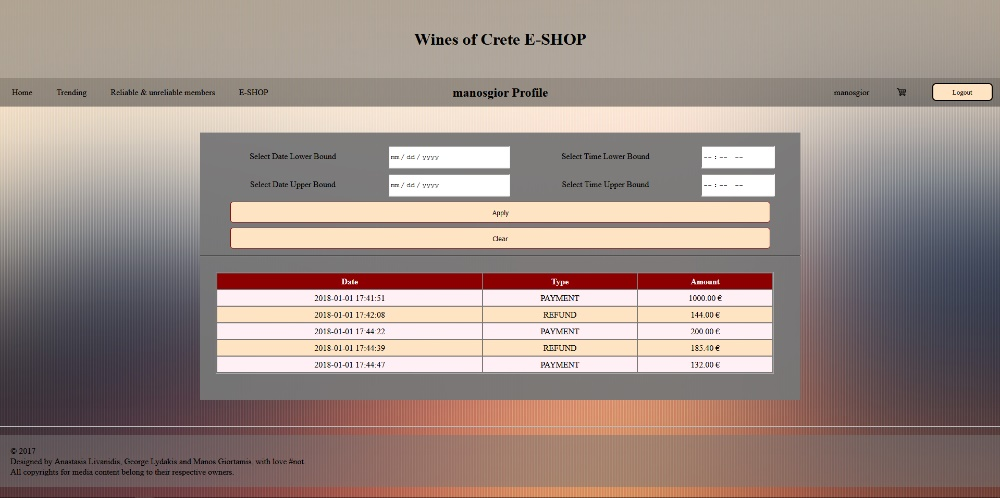 Wines of Crete E-SHOP
Home Trending Reliable & unreliable members E-SHOP manosgior Profile manosgior Logout
Select Date Lower Bound mm / dd / yyyy Select Time Lower Bound -- : -- --
Select Date Upper Bound mm / dd / yyyy Select Time Upper Bound -- : -- --
Apply
Clear
Date Type Amount
2018-01-01 17:41:51 PAYMENT 1000.00 €
2018-01-01 17:42:08 REFUND 144.00 €
2018-01-01 17:44:22 PAYMENT 200.00 €
2018-01-01 17:44:39 REFUND 185.40 €
2018-01-01 17:44:47 PAYMENT 132.00 €
© 2017
Designed by Anastasis Livanidis, George Lydakis and Manos Giortamis, with love #not.
All copyrights for media content belong to their respective owners.